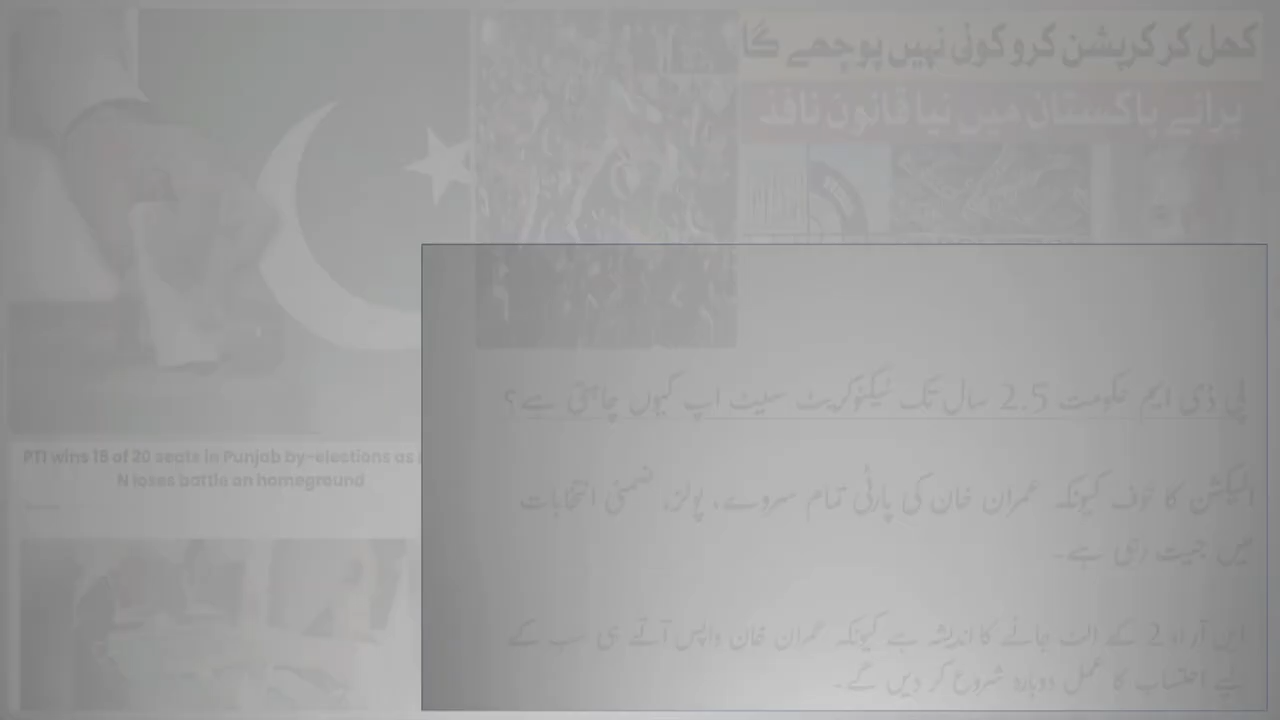 کھل کر کرپشن کرو کوئی نہیں پوچھے گا
برائے پاکستان میں نیا قانون نافذ
PTI wins 15 of 20 seats in Punjab by-elections as
N loses battle on homeground
پی ڈی ایم حکومت 2.5 سال تک ٹیکنوکریٹ سیٹ اپ کیوں چاہتی ہے؟
الیکشن کا خوف کیونکہ عمران خان کی پارٹی تمام سروے، پولز، ضمنی انتخابات
میں جیت رہی ہے۔
این آر او 2 کے الٹ جانے کا اندیشہ ہے کیونکہ عمران خان واپس آتے ہی سب کے
لیے احتساب کا عمل دوبارہ شروع کر دیں گے۔